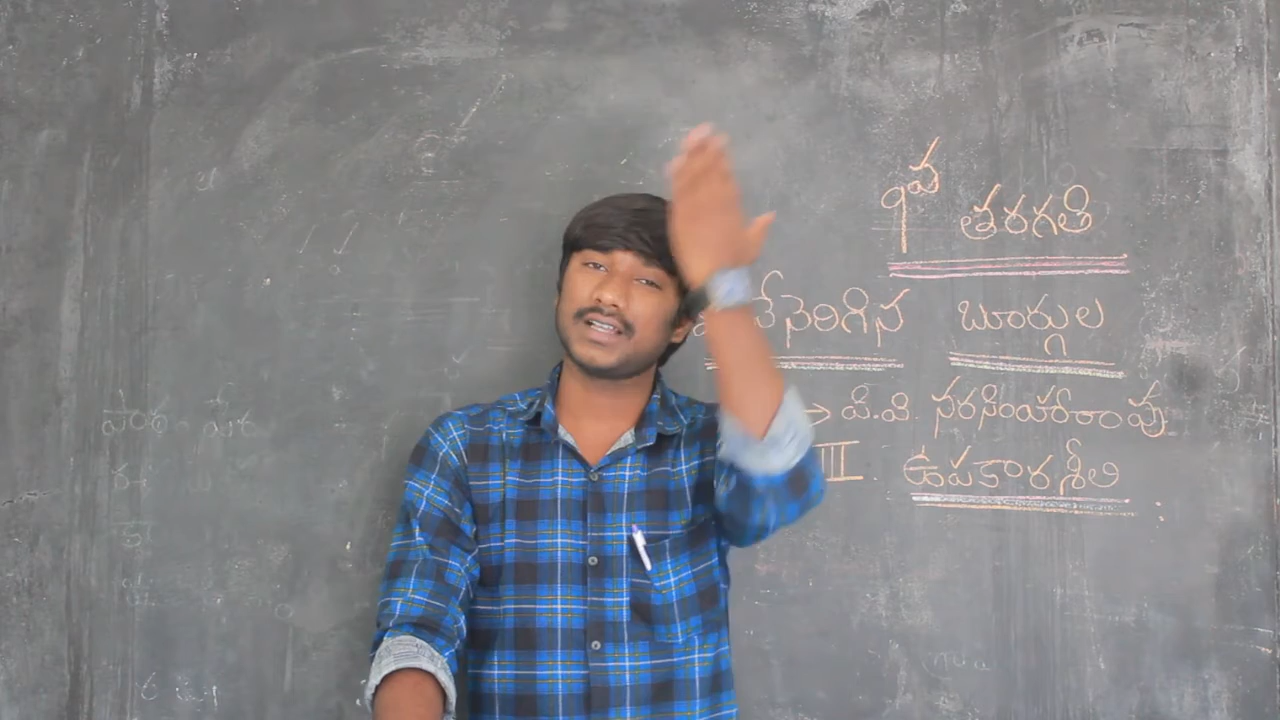 9వ తరగతి
నేనెరిగిన బూర్గుల
→ పి.వి. నరసింహారావు
III. ఉపకారశీలి.